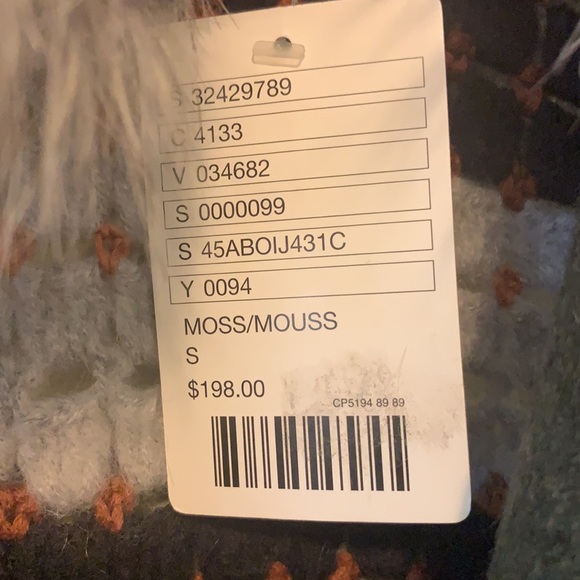 S 32429789
C 4133
V 034682
S 0000099
S 45ABOIJ431C
Y 0094
MOSS/MOUSS
S
$198.00
CP5194 89 89